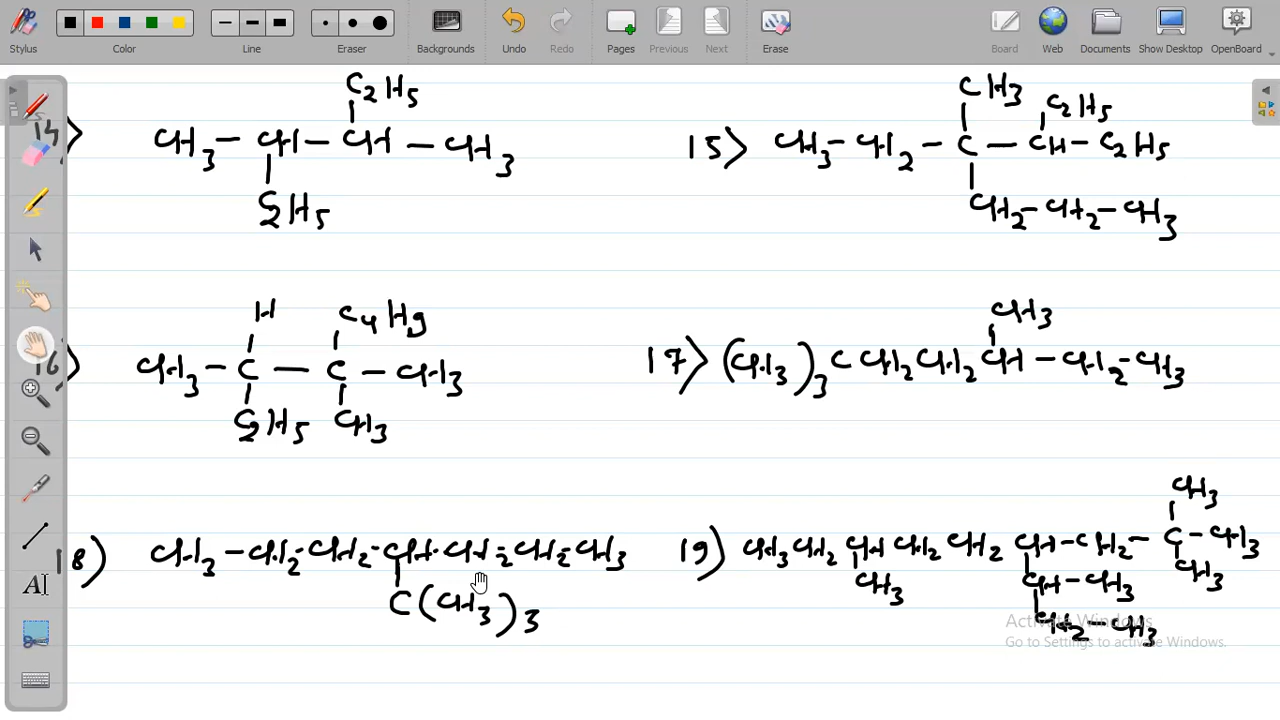 Stylus Color Line Eraser Backgrounds Undo Redo Pages Previous Next Erase Board Web Documents Show Desktop OpenBoard
C2H5
14) CH3 — CH — CH — CH3
C2H5
CH3
C2H5
15) CH3 — CH2 — C — CH — C2H5
CH2 — CH2 — CH3
H C4H9
16) CH3 — C — C — CH3
C2H5 CH3
CH3
17) (CH3)3 C CH2 CH2 CH — CH2 — CH3
18) CH3 — CH2 - CH2 - CH - CH2 - CH2 - CH3
C(CH3)3
CH3
19) CH3 CH2 CH CH2 CH2 CH — CH2 — C — CH3
CH3 CH — CH3 CH3
CH2 — CH3
Activate Windows
Go to Settings to activate Windows.